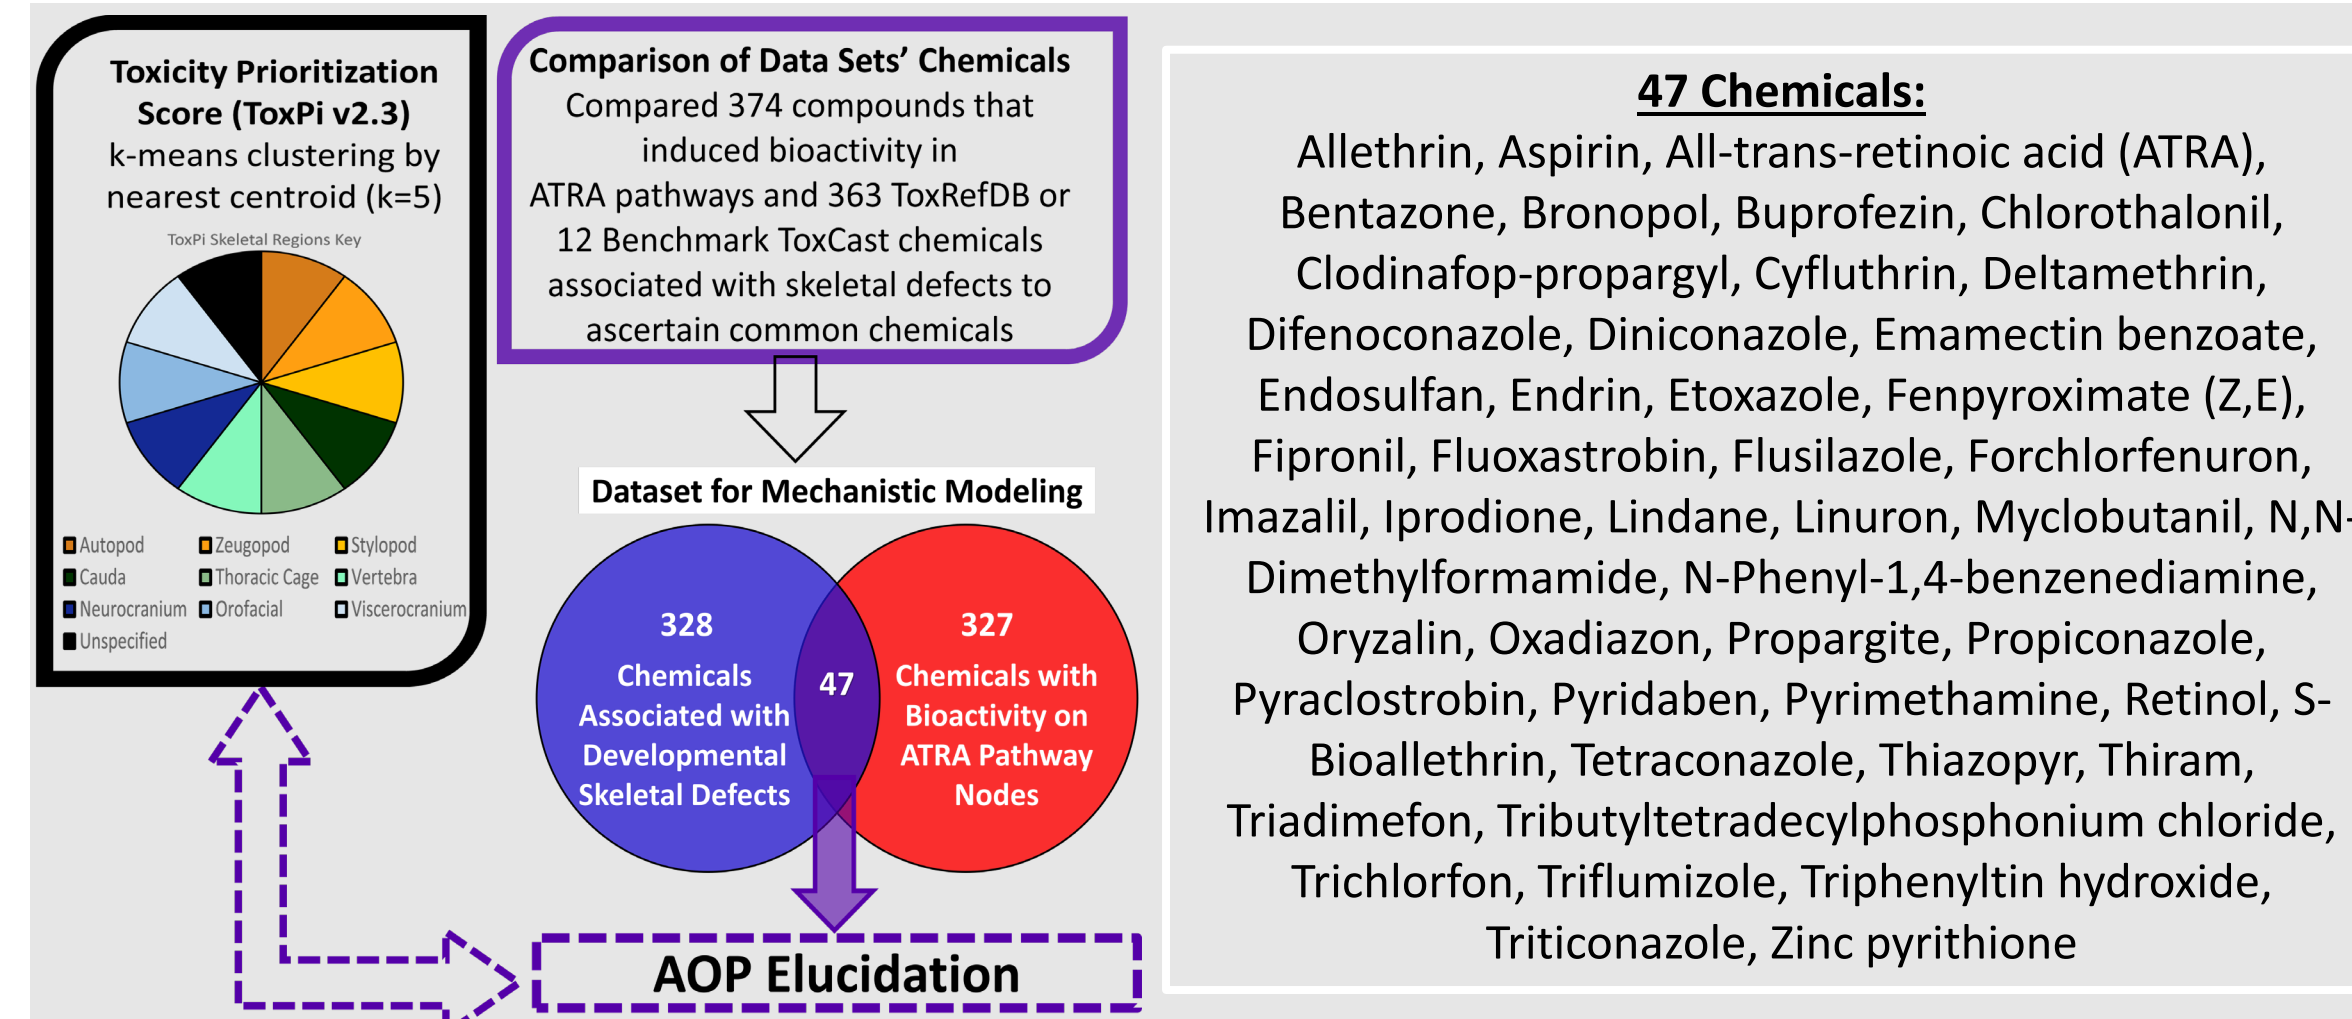 Toxicity Prioritization
Score (ToxPi v2.3)
k-means clustering by
nearest centroid (k=5)
ToxPi Skeletal Regions Key
Autopod Zeugopod Stylopod
Cauda Thoracic Cage Vertebra
Neurocranium Orofacial Viscerocranium
Unspecified
Comparison of Data Sets’ Chemicals
Compared 374 compounds that
induced bioactivity in
ATRA pathways and 363 ToxRefDB or
12 Benchmark ToxCast chemicals
associated with skeletal defects to
ascertain common chemicals
Dataset for Mechanistic Modeling
328
Chemicals
Associated with
Developmental
Skeletal Defects
47
327
Chemicals with
Bioactivity on
ATRA Pathway
Nodes
AOP Elucidation
47 Chemicals:
Allethrin, Aspirin, All-trans-retinoic acid (ATRA),
Bentazone, Bronopol, Buprofezin, Chlorothalonil,
Clodinafop-propargyl, Cyfluthrin, Deltamethrin,
Difenoconazole, Diniconazole, Emamectin benzoate,
Endosulfan, Endrin, Etoxazole, Fenpyroximate (Z,E),
Fipronil, Fluoxastrobin, Flusilazole, Forchlorfenuron,
Imazalil, Iprodione, Lindane, Linuron, Myclobutanil, N,N-
Dimethylformamide, N-Phenyl-1,4-benzenediamine,
Oryzalin, Oxadiazon, Propargite, Propiconazole,
Pyraclostrobin, Pyridaben, Pyrimethamine, Retinol, S-
Bioallethrin, Tetraconazole, Thiazopyr, Thiram,
Triadimefon, Tributyltetradecylphosphonium chloride,
Trichlorfon, Triflumizole, Triphenyltin hydroxide,
Triticonazole, Zinc pyrithione